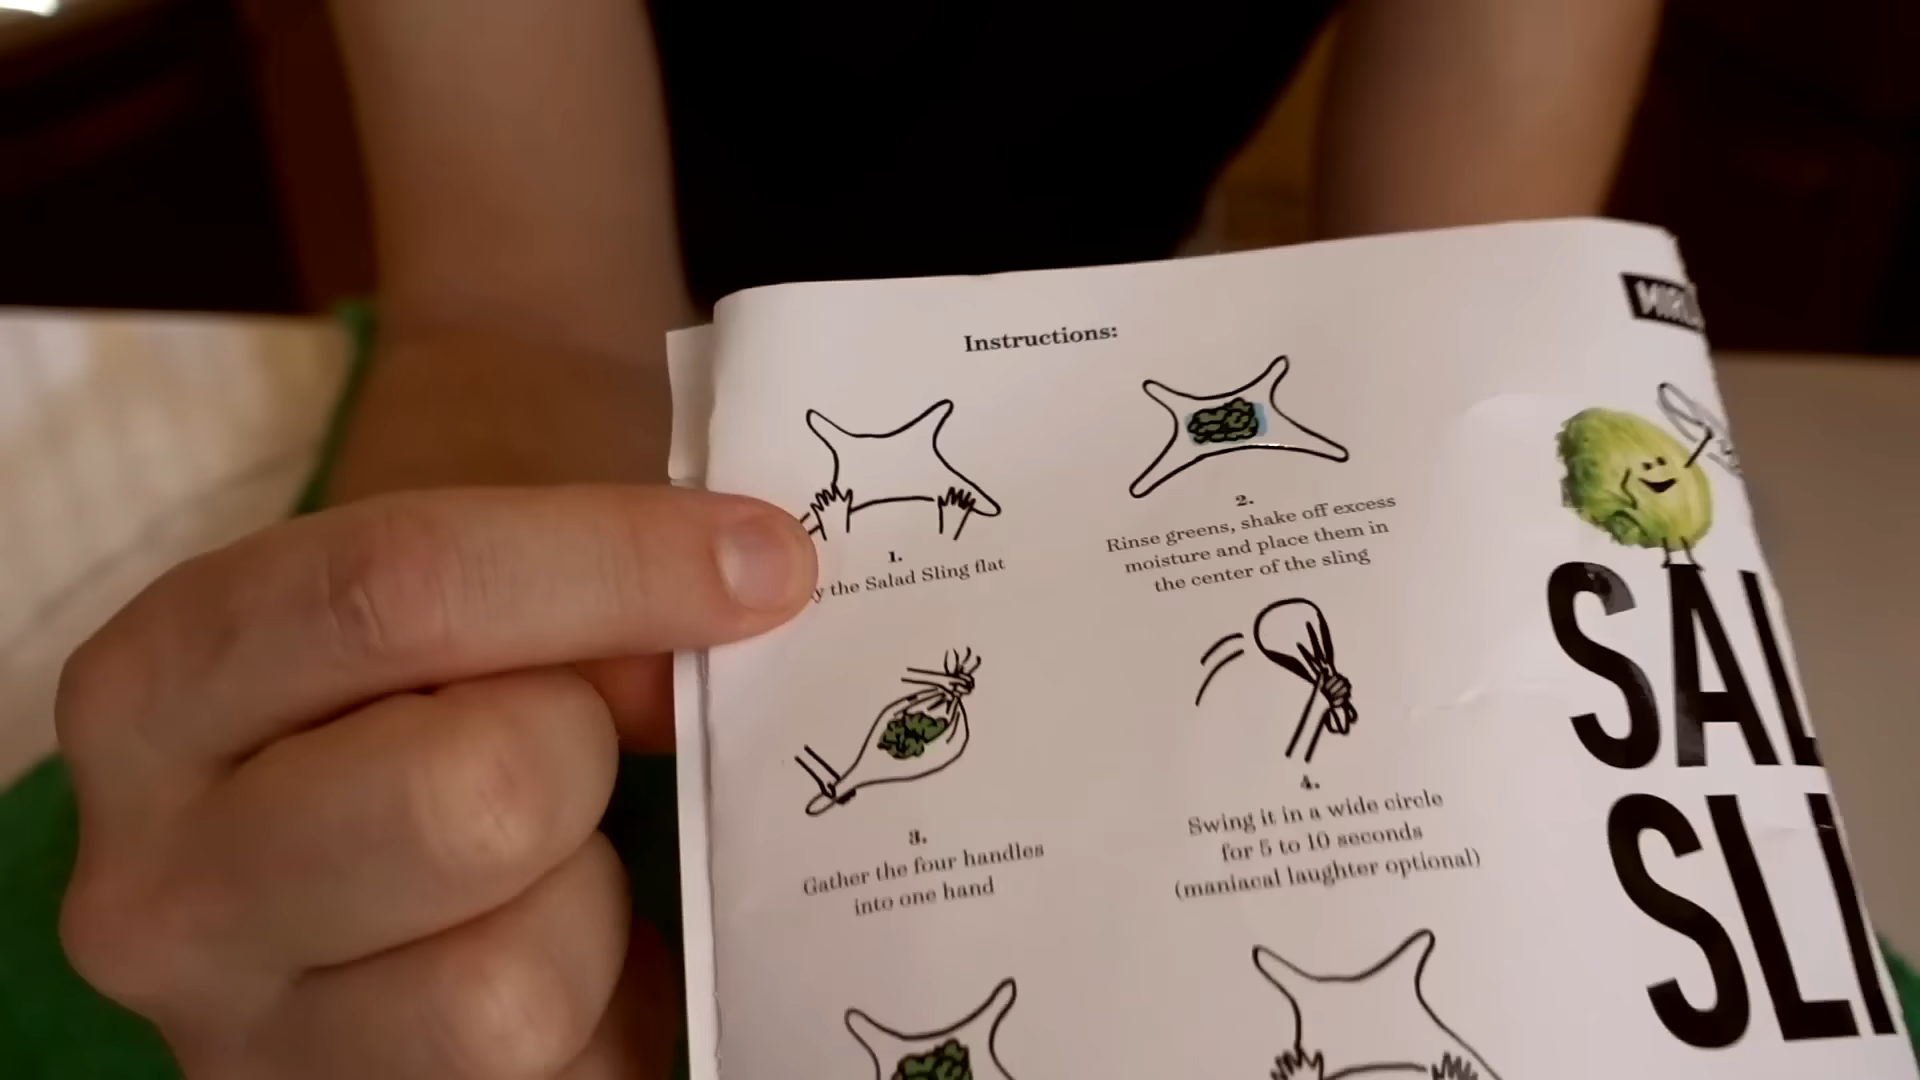 Instructions:
1.
y the Salad Sling flat
2.
Rinse greens, shake off excess
moisture and place them in
the center of the sling
3.
Gather the four handles
into one hand
4.
Swing it in a wide circle
for 5 to 10 seconds
(maniacal laughter optional)
SAL
SLI